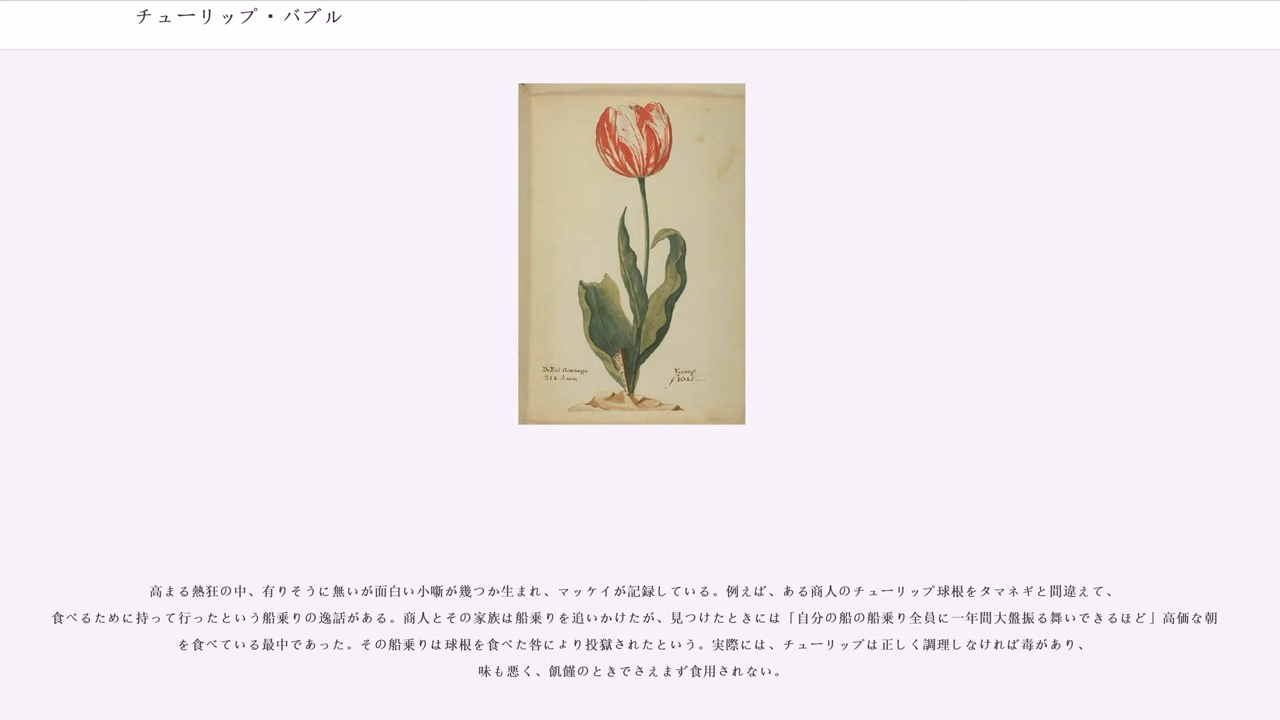 チューリップ・バブル
高まる熱狂の中、有りそうに無いが面白い小噺が幾つか生まれ、マッケイが記録している。例えば、ある商人のチューリップ球根をタマネギと間違えて、
食べるために持って行ったという船乗りの逸話がある。商人とその家族は船乗りを追いかけたが、見つけたときには「自分の船の船乗り全員に一年間大盤振る舞いできるほど」高価な朝
を食べている最中であった。その船乗りは球根を食べた咎により投獄されたという。実際には、チューリップは正しく調理しなければ毒があり、
味も悪く、飢饉のときでさえまず食用されない。